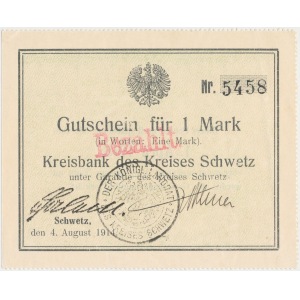 Nr. 5458
Gutschein für 1 Mark
Bezahlt
(in Worten: Eine Mark).
Kreisbank des Kreises Schwetz
unter Garantie des Kreises Schwetz
Schwetz,
den 4. August 1914